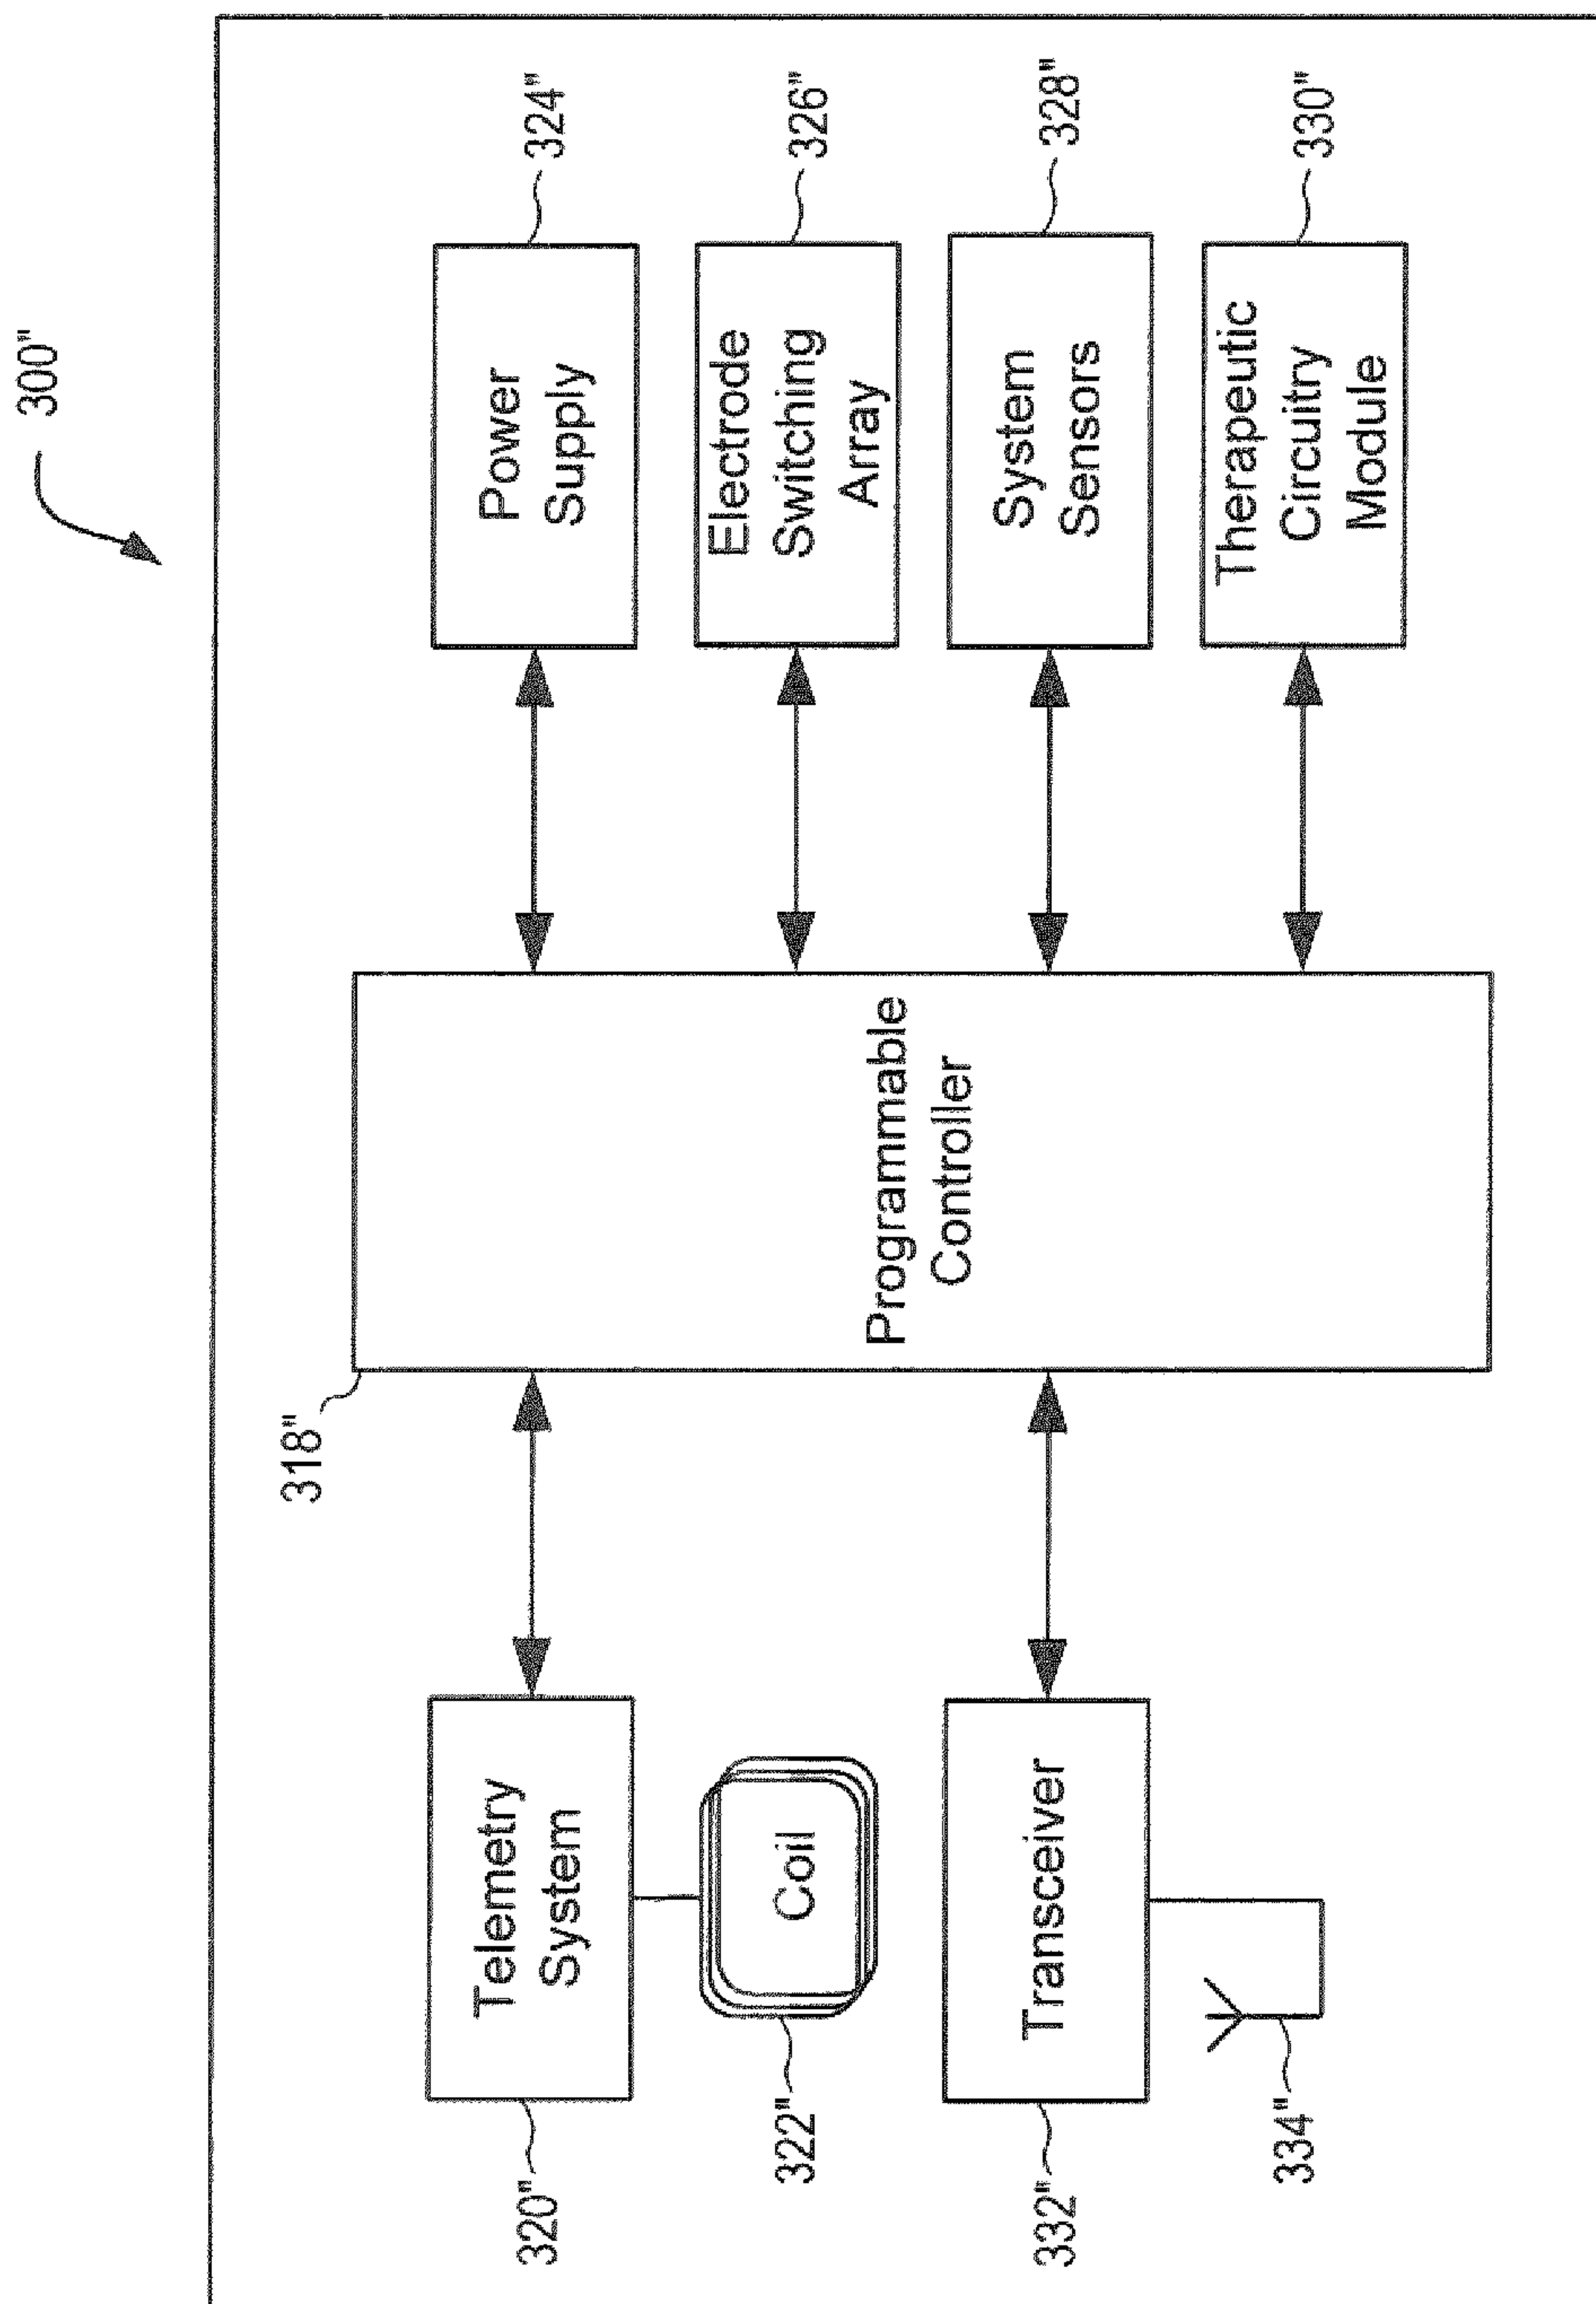 300"
320"
Telemetry
System
322"
Coil
332"
Transceiver
334"
318"
Programmable
Controller
Power
Supply
324"
Electrode
Switching
Array
326"
System
Sensors
328"
Therapeutic
Circuitry
Module
330"